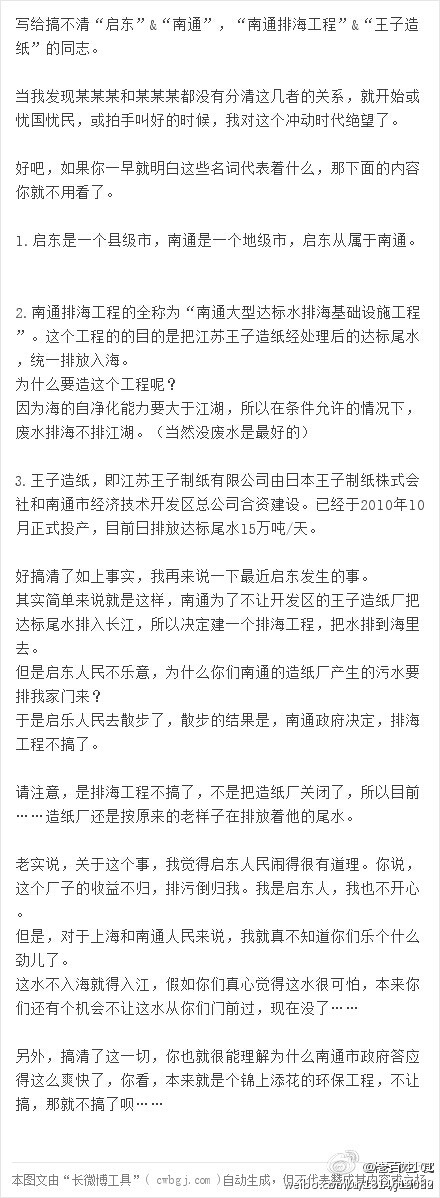 写给搞不清“启东”&“南通”，“南通排海工程”&“王子造
纸”的同志。
当我发现某某某和某某某都没有分清这几者的关系，就开始或
忧国忧民，或拍手叫好的时候，我对这个冲动时代绝望了。
好吧，如果你一早就明白这些名词代表着什么，那下面的内容
你就不用看了。
1.启东是一个县级市，南通是一个地级市，启东从属于南通。
2.南通排海工程的全称为“南通大型达标水排海基础设施工程
”。这个工程的的目的是把江苏王子造纸经处理后的达标尾水
，统一排放入海。
为什么要造这个工程呢？
因为海的自净化能力要大于江湖，所以在条件允许的情况下，
废水排海不排江湖。（当然没废水是最好的）
3.王子造纸，即江苏王子制纸有限公司由日本王子制纸株式会
社和南通市经济技术开发区总公司合资建设。已经于2010年10
月正式投产，目前日排放达标尾水15万吨/天。
好搞清了如上事实，我再来说一下最近启东发生的事。
其实简单来说就是这样，南通为了不让开发区的王子造纸厂把
达标尾水排入长江，所以决定建一个排海工程，把水排到海里
去。
但是启东人民不乐意，为什么你们南通的造纸厂产生的污水要
排我家门来？
于是启乐人民去散步了，散步的结果是，南通政府决定，排海
工程不搞了。
请注意，是排海工程不搞了，不是把造纸厂关闭了，所以目前
……造纸厂还是按原来的老样子在排放着他的尾水。
老实说，关于这个事，我觉得启东人民闹得很有道理。你说，
这个厂子的收益不归，排污倒归我。我是启东人，我也不开心
。
但是，对于上海和南通人民来说，我就真不知道你们乐个什么
劲儿了。
这水不入海就得入江，假如你们真心觉得这水很可怕，本来你
们还有个机会不让这水从你们门前过，现在没了……
另外，搞清了这一切，你也就很能理解为什么南通市政府答应
得这么爽快了，你看，本来就是个锦上添花的环保工程，不让
搞，那就不搞了呗……
本图文由“长微博工具”( cwbgj.com )自动生成，但不代表赞成其内容或立场